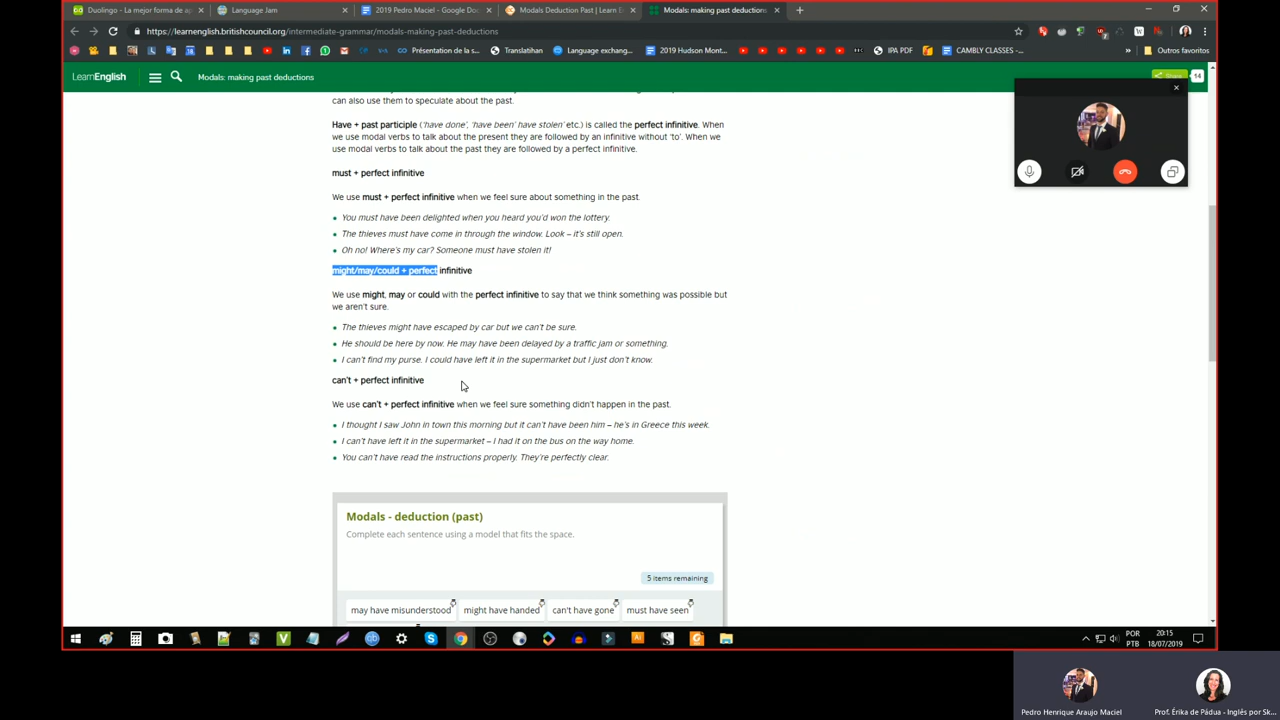 Duolingo - La mejor forma de ap
Language Jam
2019 Pedro Maciel - Google Do
Modals Deduction Past | Learn E
Modals: making past deductions
https://learnenglish.britishcouncil.org/intermediate-grammar/modals-making-past-deductions
Présentation de la s...
Translatihan
Language exchang...
2019 Hudson Mont...
IPA PDF
CAMBLY CLASSES -...
Outros favoritos
LearnEnglish
Modals: making past deductions
Share
14
can also use them to speculate about the past.
Have + past participle ('have done', 'have been' have stolen' etc.) is called the perfect infinitive. When
we use modal verbs to talk about the present they are followed by an infinitive without 'to'. When we
use modal verbs to talk about the past they are followed by a perfect infinitive.
must + perfect infinitive
We use must + perfect infinitive when we feel sure about something in the past.
You must have been delighted when you heard you'd won the lottery.
The thieves must have come in through the window. Look – it's still open.
Oh no! Where's my car? Someone must have stolen it!
might/may/could + perfect infinitive
We use might, may or could with the perfect infinitive to say that we think something was possible but
we aren't sure.
The thieves might have escaped by car but we can't be sure.
He should be here by now. He may have been delayed by a traffic jam or something.
I can't find my purse. I could have left it in the supermarket but I just don't know.
can't + perfect infinitive
We use can't + perfect infinitive when we feel sure something didn't happen in the past.
I thought I saw John in town this morning but it can't have been him – he's in Greece this week.
I can't have left it in the supermarket – I had it on the bus on the way home.
You can't have read the instructions properly. They're perfectly clear.
Modals - deduction (past)
Complete each sentence using a model that fits the space.
5 items remaining
may have misunderstood
might have handed
can't have gone
must have seen
POR
PTB
20:15
18/07/2019
Pedro Henrique Araujo Maciel
Prof. Érika de Pádua - Inglês por Sk...